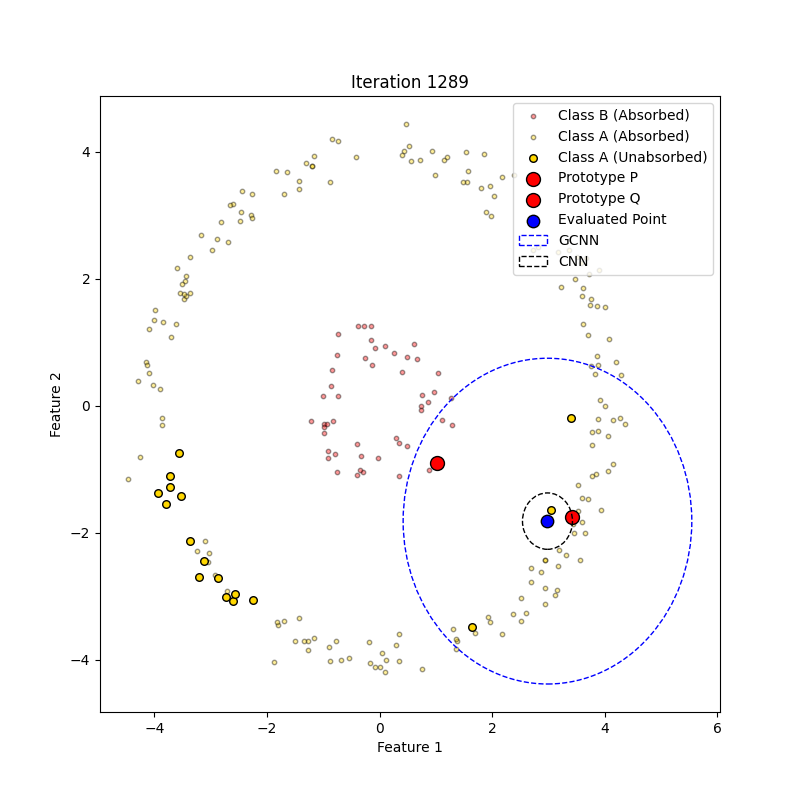 Iteration 1289
Class B (Absorbed)
Class A (Absorbed)
Class A (Unabsorbed)
Prototype P
Prototype Q
Evaluated Point
GCNN
CNN
4
2
0
−2
−4
Feature 2
−4 −2 0 2 4 6
Feature 1